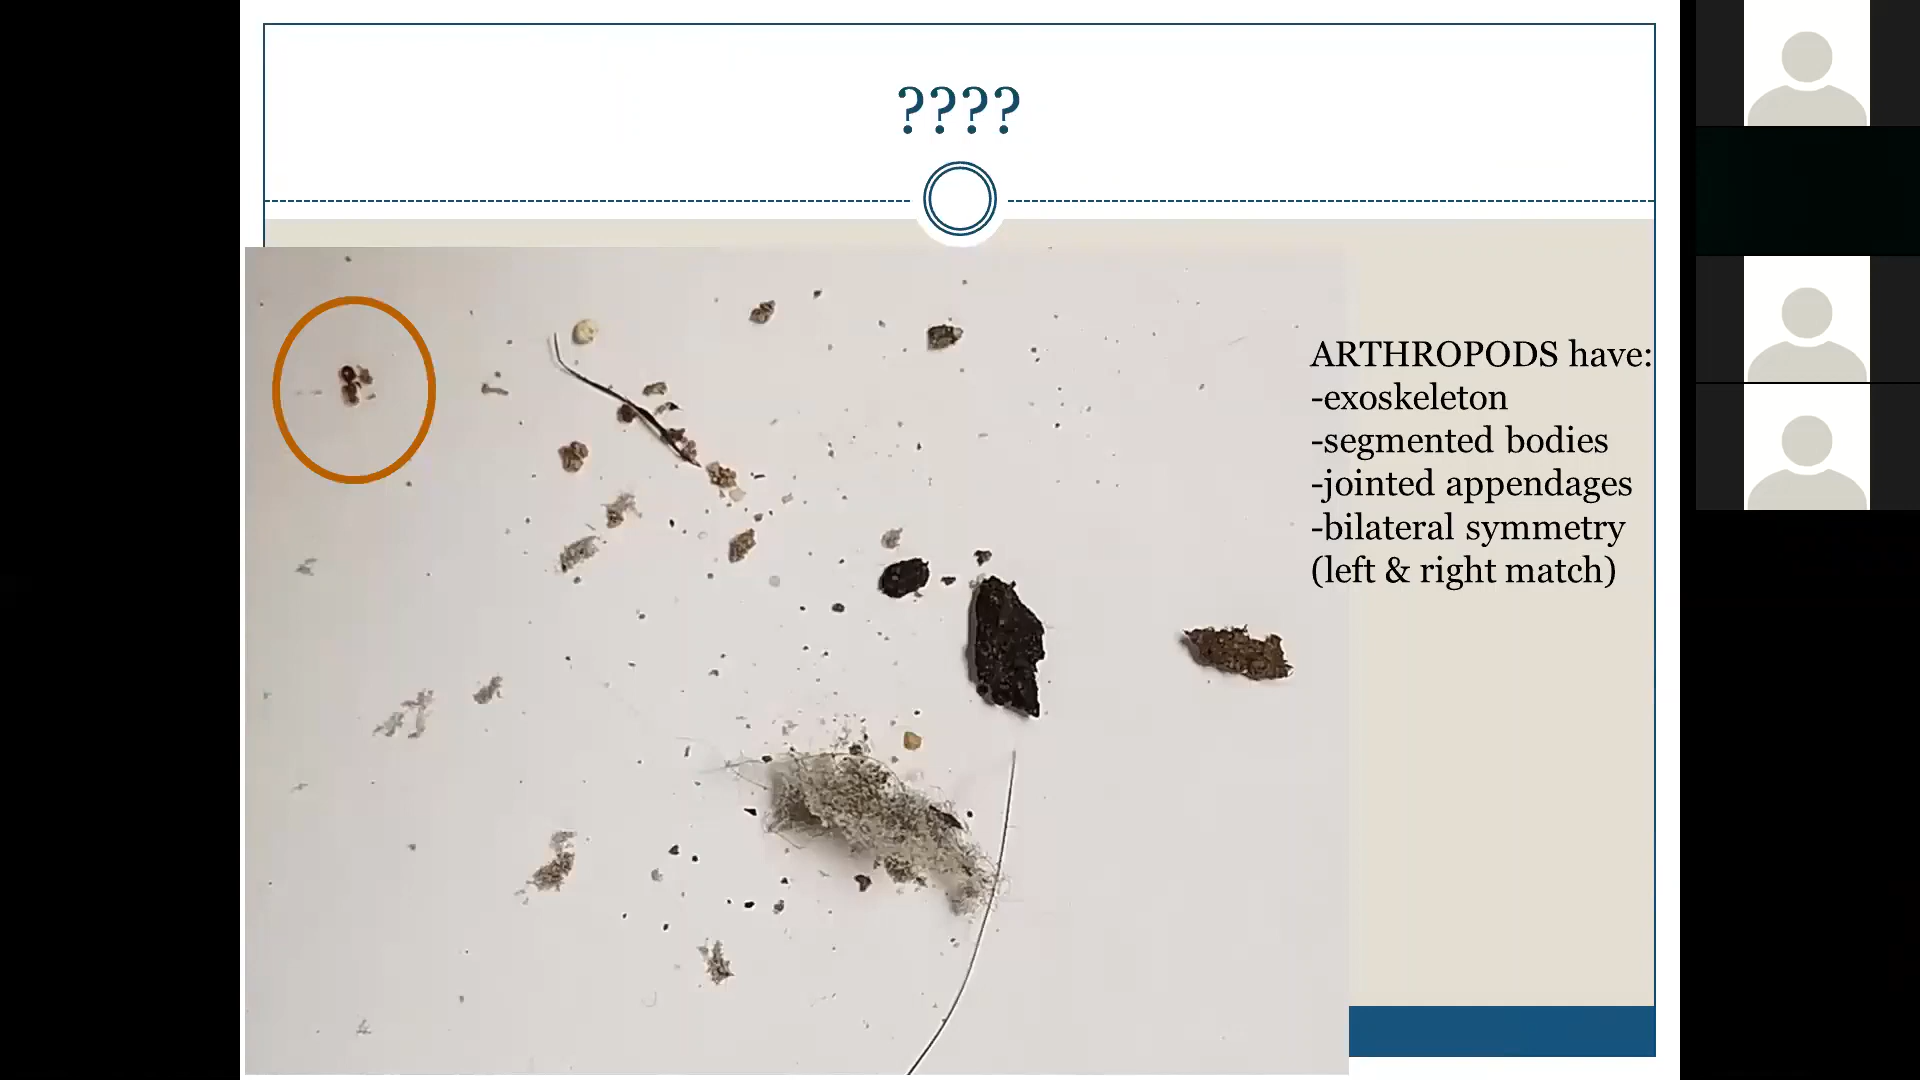 ????
ARTHROPODS have:
-exoskeleton
-segmented bodies
-jointed appendages
-bilateral symmetry
(left & right match)